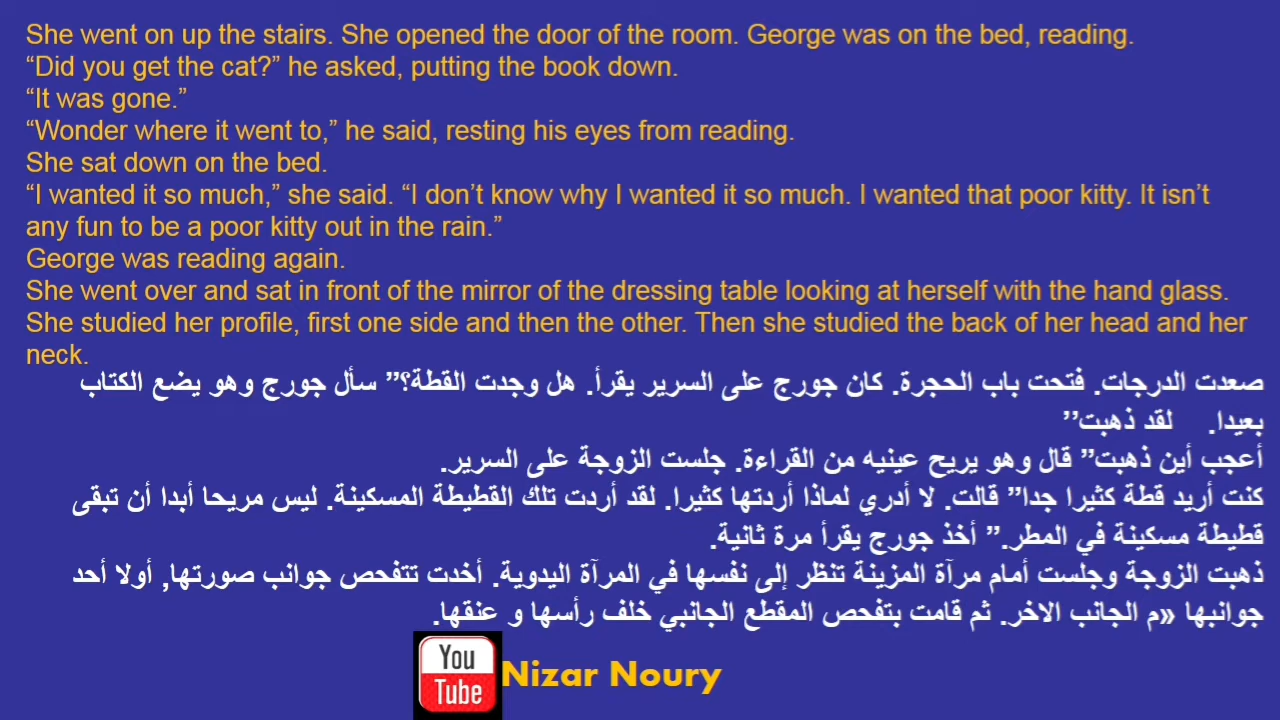 She went on up the stairs. She opened the door of the room. George was on the bed, reading.
“Did you get the cat?” he asked, putting the book down.
“It was gone.”
“Wonder where it went to,” he said, resting his eyes from reading.
She sat down on the bed.
“I wanted it so much,” she said. “I don’t know why I wanted it so much. I wanted that poor kitty. It isn’t
any fun to be a poor kitty out in the rain.”
George was reading again.
She went over and sat in front of the mirror of the dressing table looking at herself with the hand glass.
She studied her profile, first one side and then the other. Then she studied the back of her head and her
neck.
صعدت الدرجات. فتحت باب الحجرة. كان جورج على السرير يقرأ. هل وجدت القطة؟” سأل جورج وهو يضع الكتاب
بعيدا. لقد ذهبت’’
أعجب أين ذهبت” قال وهو يريح عينيه من القراءة. جلست الزوجة على السرير.
كنت أريد قطة كثيرا جدا” قالت. لا أدري لماذا أردتها كثيرا. لقد أردت تلك القطيطة المسكينة. ليس مريحا أبدا أن تبقى
قطيطة مسكينة في المطر.” أخذ جورج يقرأ مرة ثانية.
ذهبت الزوجة وجلست أمام مرآة المزينة تنظر إلى نفسها في المرآة اليدوية. أخدت تتفحص جوانب صورتها, أولا أحد
جوانبها »م الجانب الاخر. ثم قامت بتفحص المقطع الجانبي خلف رأسها و عنقها.
You
Tube
Nizar Noury